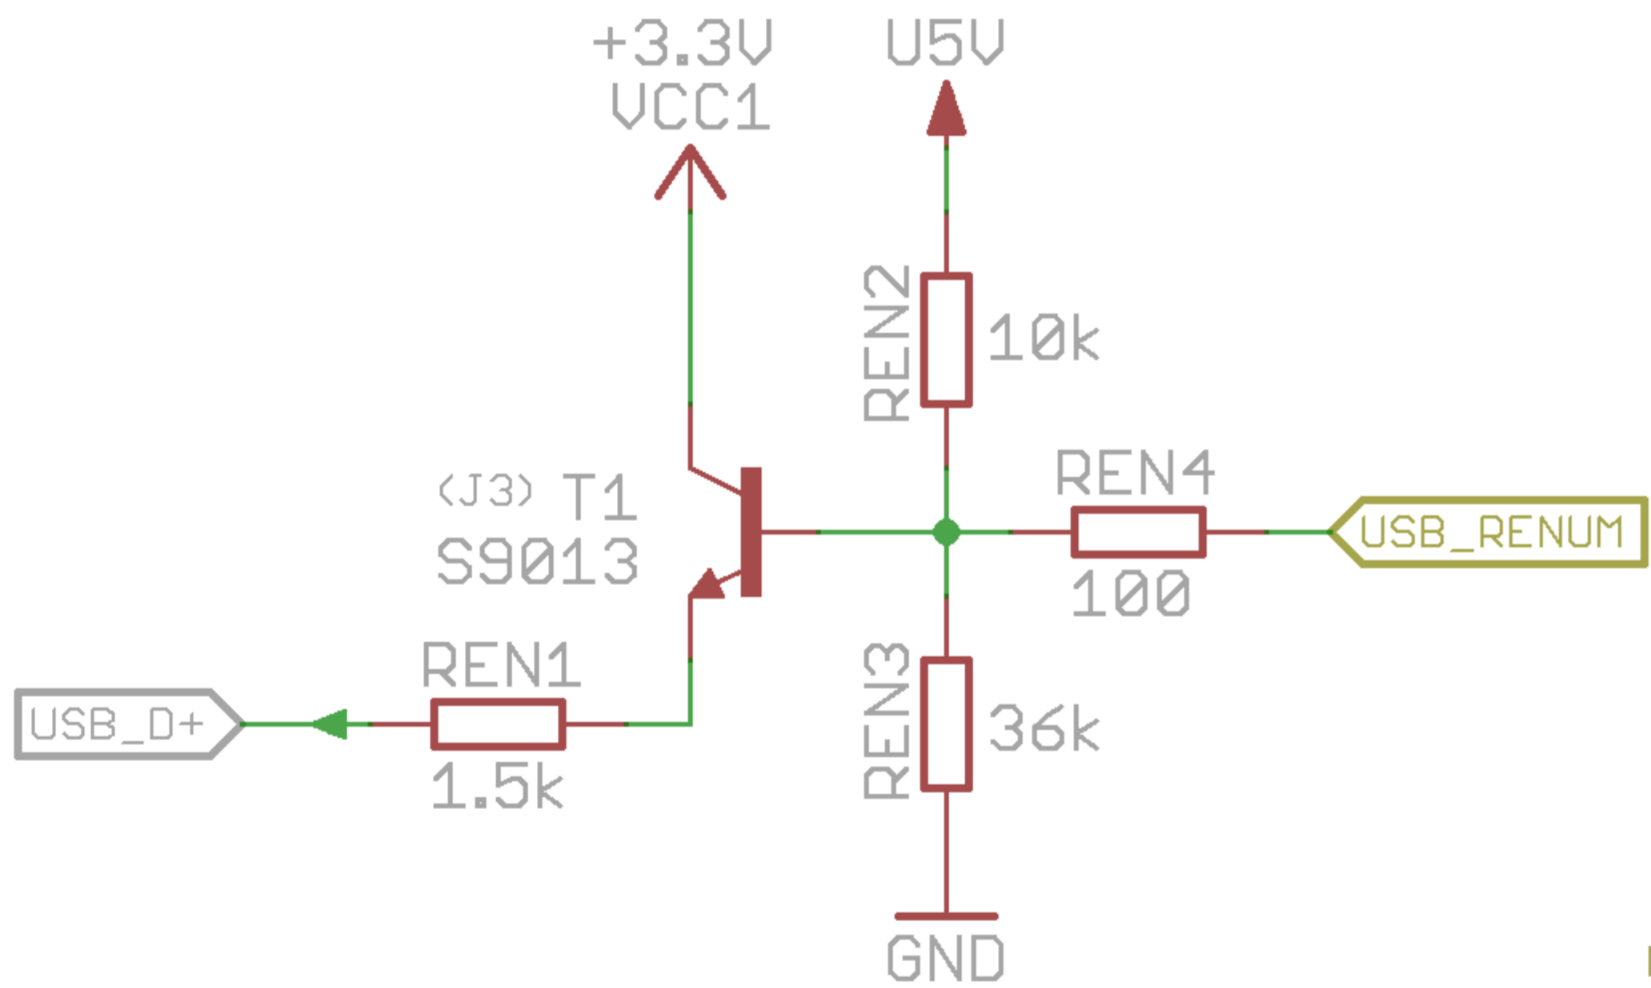 +3.3V
VCC1
U5V
REN2
10k
(J3) T1
S9013
REN4
100
USB_RENUM
REN1
1.5k
USB_D+
REN3
36k
GND